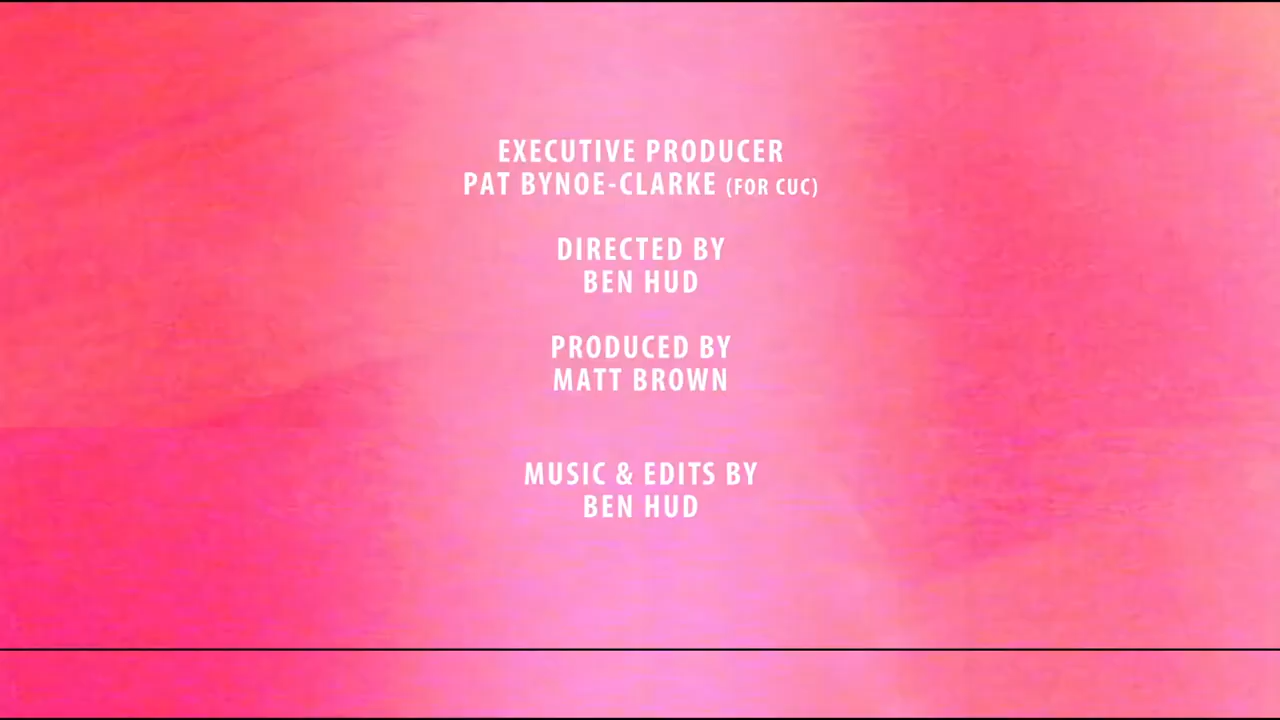 EXECUTIVE PRODUCER
PAT BYNOE-CLARKE (FOR CUC)
DIRECTED BY
BEN HUD
PRODUCED BY
MATT BROWN
MUSIC & EDITS BY
BEN HUD